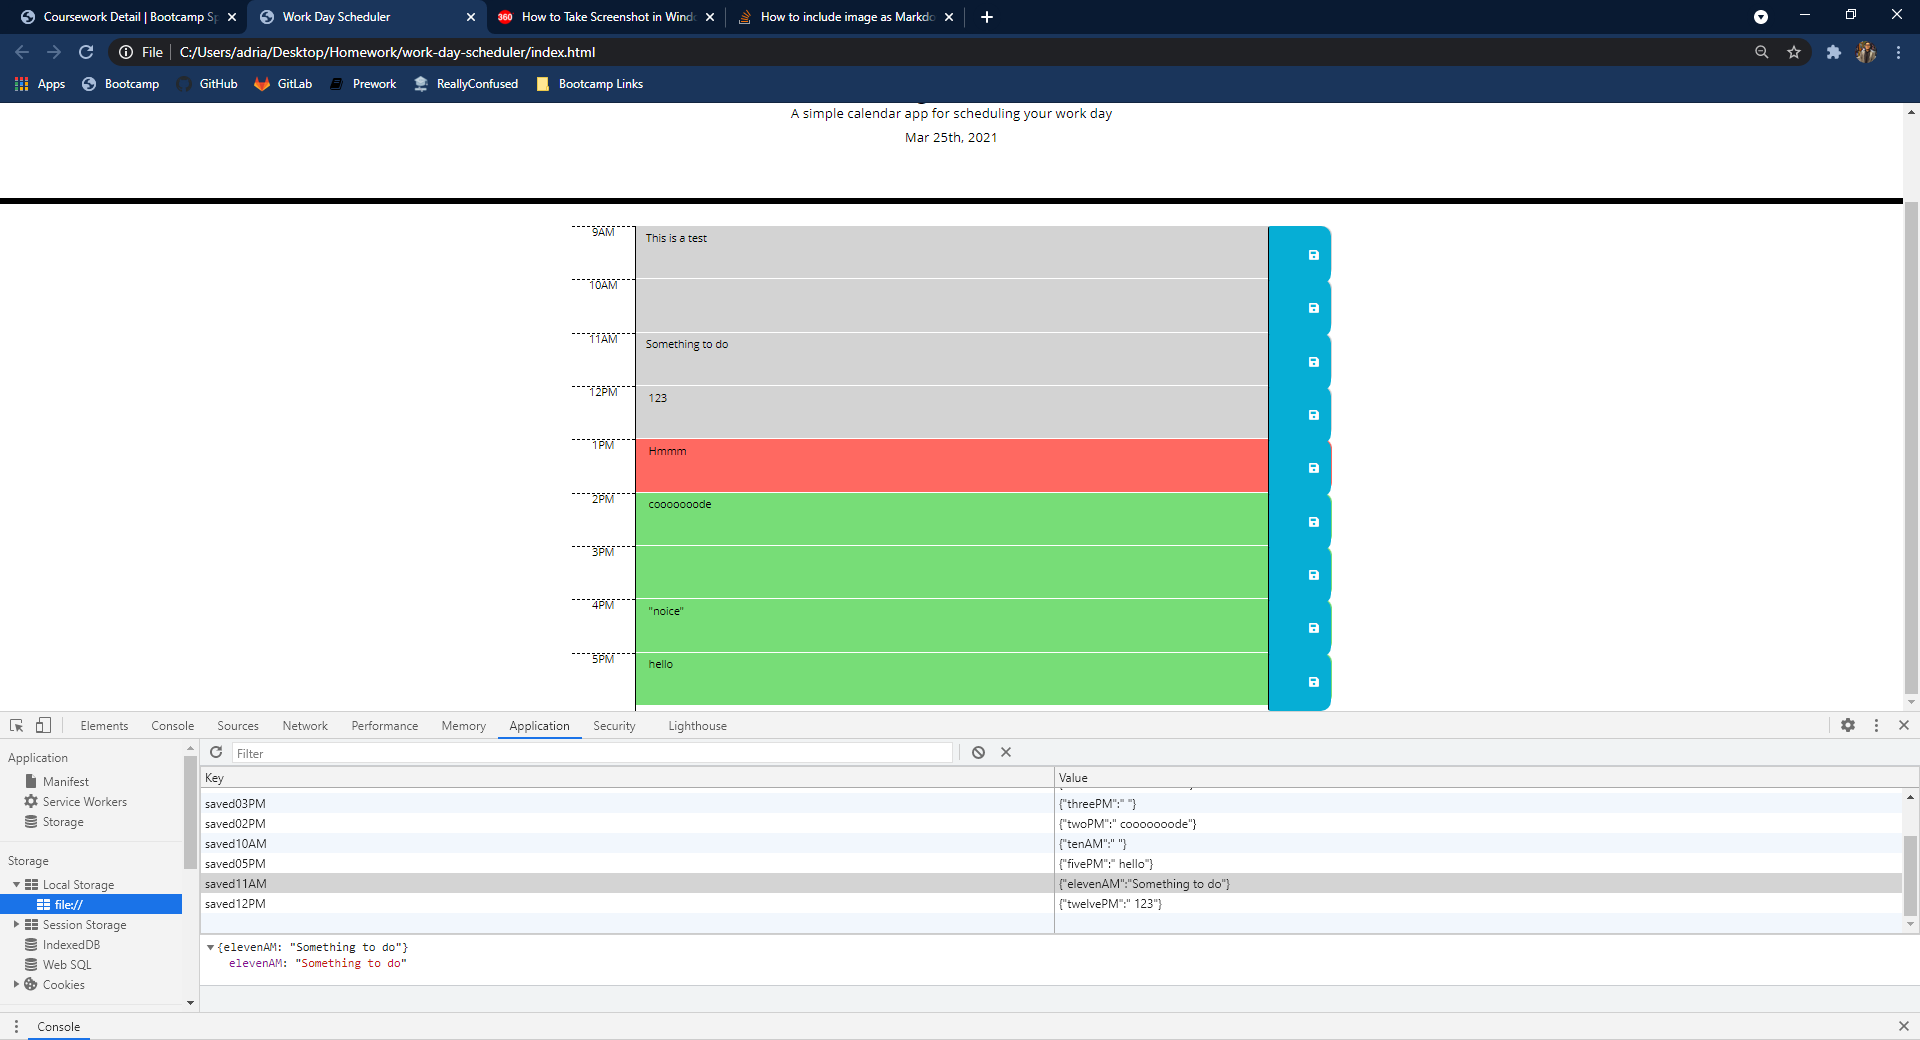 Coursework Detail | Bootcamp Sp
Work Day Scheduler
360 How to Take Screenshot in Wind
How to include image as Markdo
File C:/Users/adria/Desktop/Homework/work-day-scheduler/index.html
Apps Bootcamp GitHub GitLab Prework ReallyConfused Bootcamp Links
A simple calendar app for scheduling your work day
Mar 25th, 2021
9AM This is a test
10AM
11AM Something to do
12PM 123
1PM Hmmm
2PM cooooooode
3PM
4PM "noice"
5PM hello
Elements Console Sources Network Performance Memory Application Security Lighthouse
Application
Manifest
Service Workers
Storage
Storage
Local Storage
file://
Session Storage
IndexedDB
Web SQL
Cookies
Filter
Key Value
saved03PM {"threePM":" "}
saved02PM {"twoPM":" cooooooode"}
saved10AM {"tenAM":" "}
saved05PM {"fivePM":" hello"}
saved11AM {"elevenAM":"Something to do"}
saved12PM {"twelvePM":" 123"}
{elevenAM: "Something to do"}
elevenAM: "Something to do"
Console